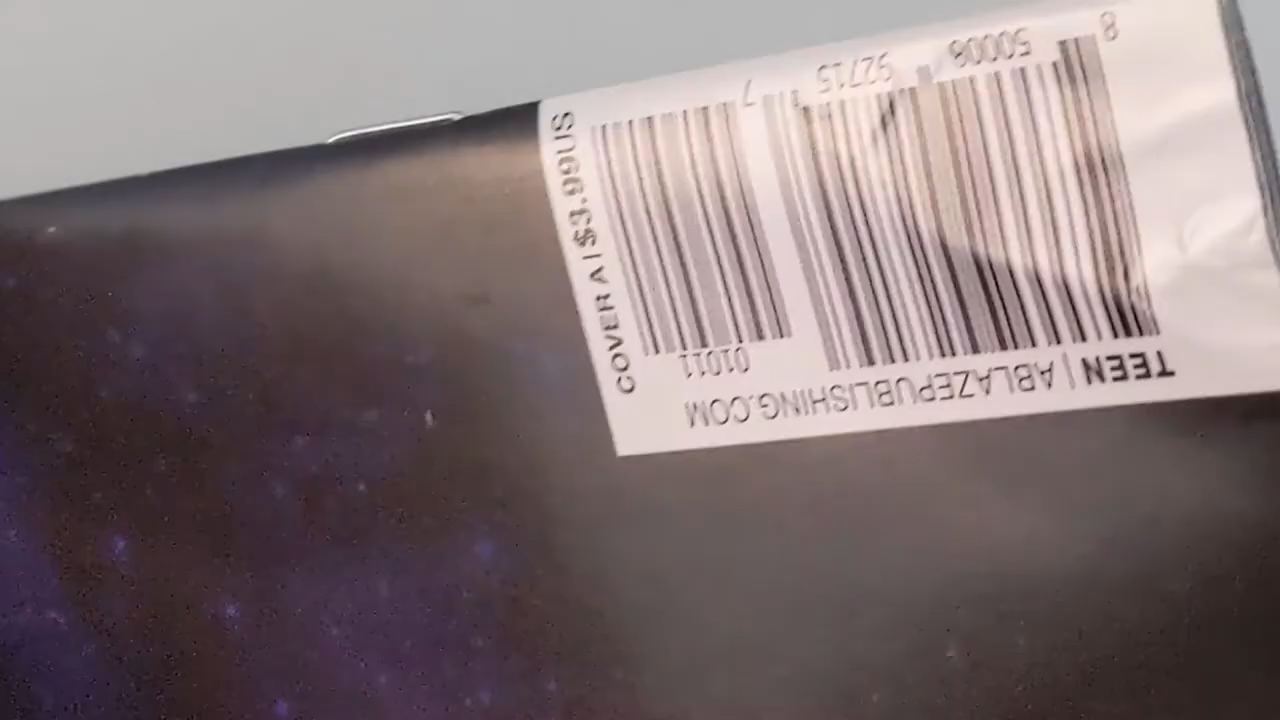 TEEN | ABLAZEPUBLISHING.COM
8 50008 92715 7
01011
COVER A | $3.99US